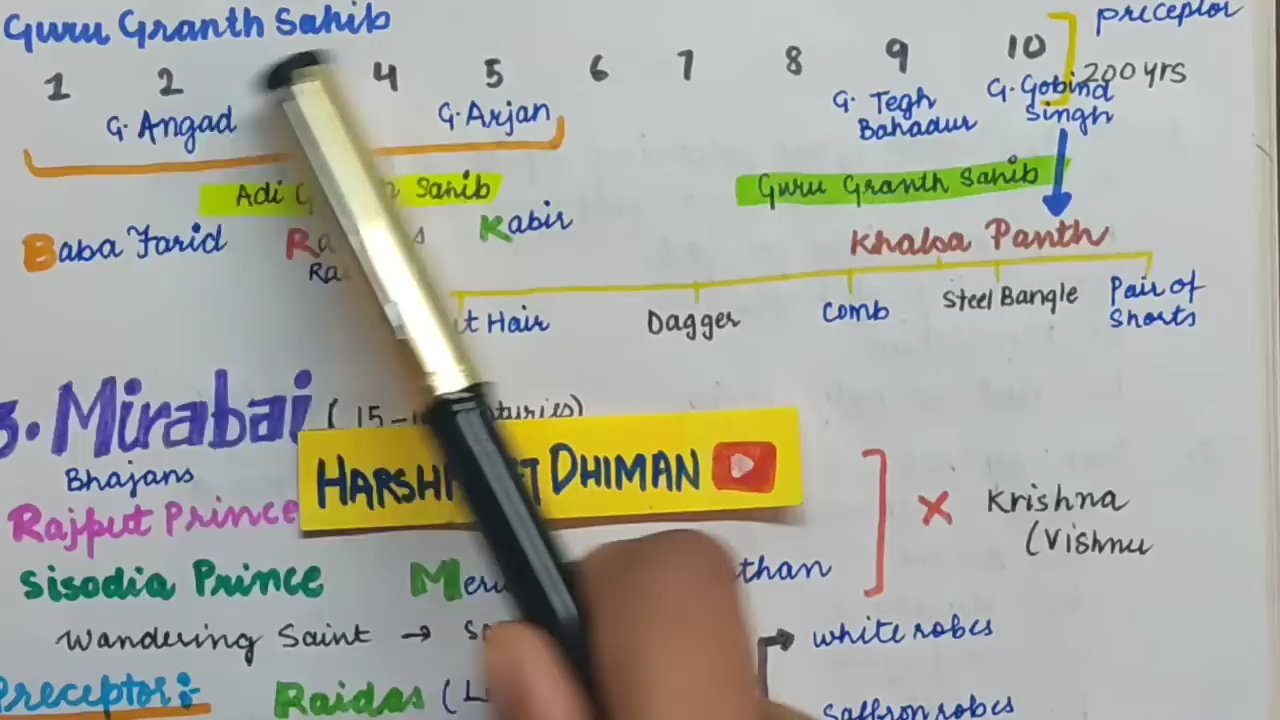 Guru Granth Sahib
preceptor
1 2 4 5 6 7 8 9 10
200 yrs
G. Angad G. Arjan G. Tegh Bahadur G. Gobind Singh
Adi Sahib Guru Granth Sahib
Baba Farid Kabir Khalsa Panth
Hair Dagger Comb Steel Bangle Pair of Shorts
3. Mirabai
Bhajans
HARSH DHIMAN
Rajput Prince
Krishna
(Vishnu
Sisodia Prince
Wandering Saint →
white robes
Preceptor:-
Raidas
saffron robes